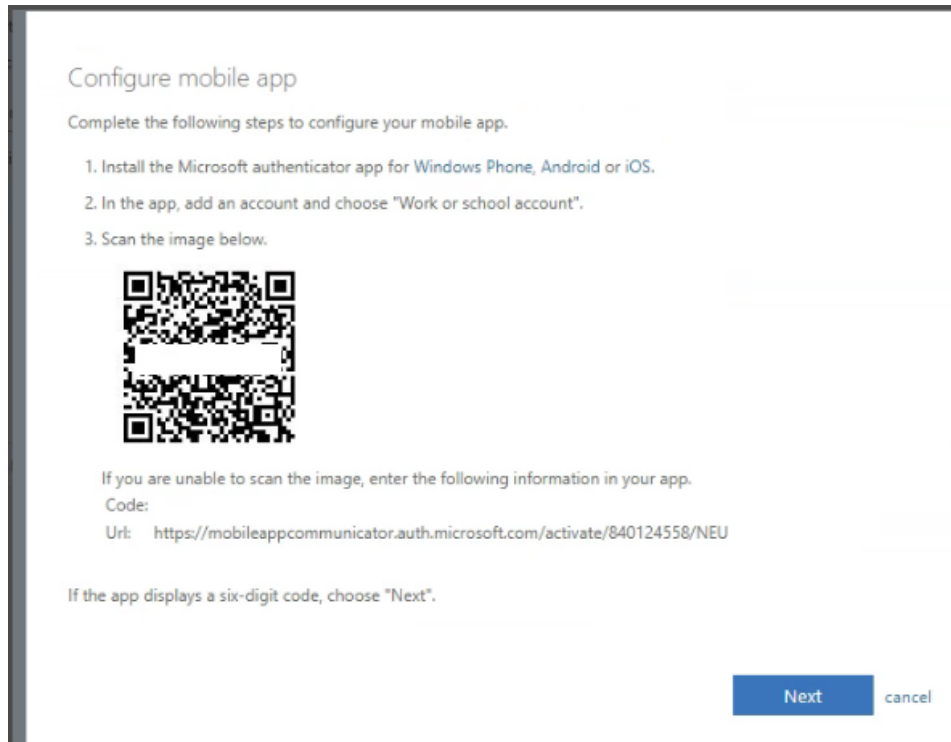 Configure mobile app
Complete the following steps to configure your mobile app.
1. Install the Microsoft authenticator app for Windows Phone, Android or iOS.
2. In the app, add an account and choose "Work or school account".
3. Scan the image below.
If you are unable to scan the image, enter the following information in your app.
Code:
Url: https://mobileappcommunicator.auth.microsoft.com/activate/840124558/NEU
If the app displays a six-digit code, choose "Next".
Next cancel